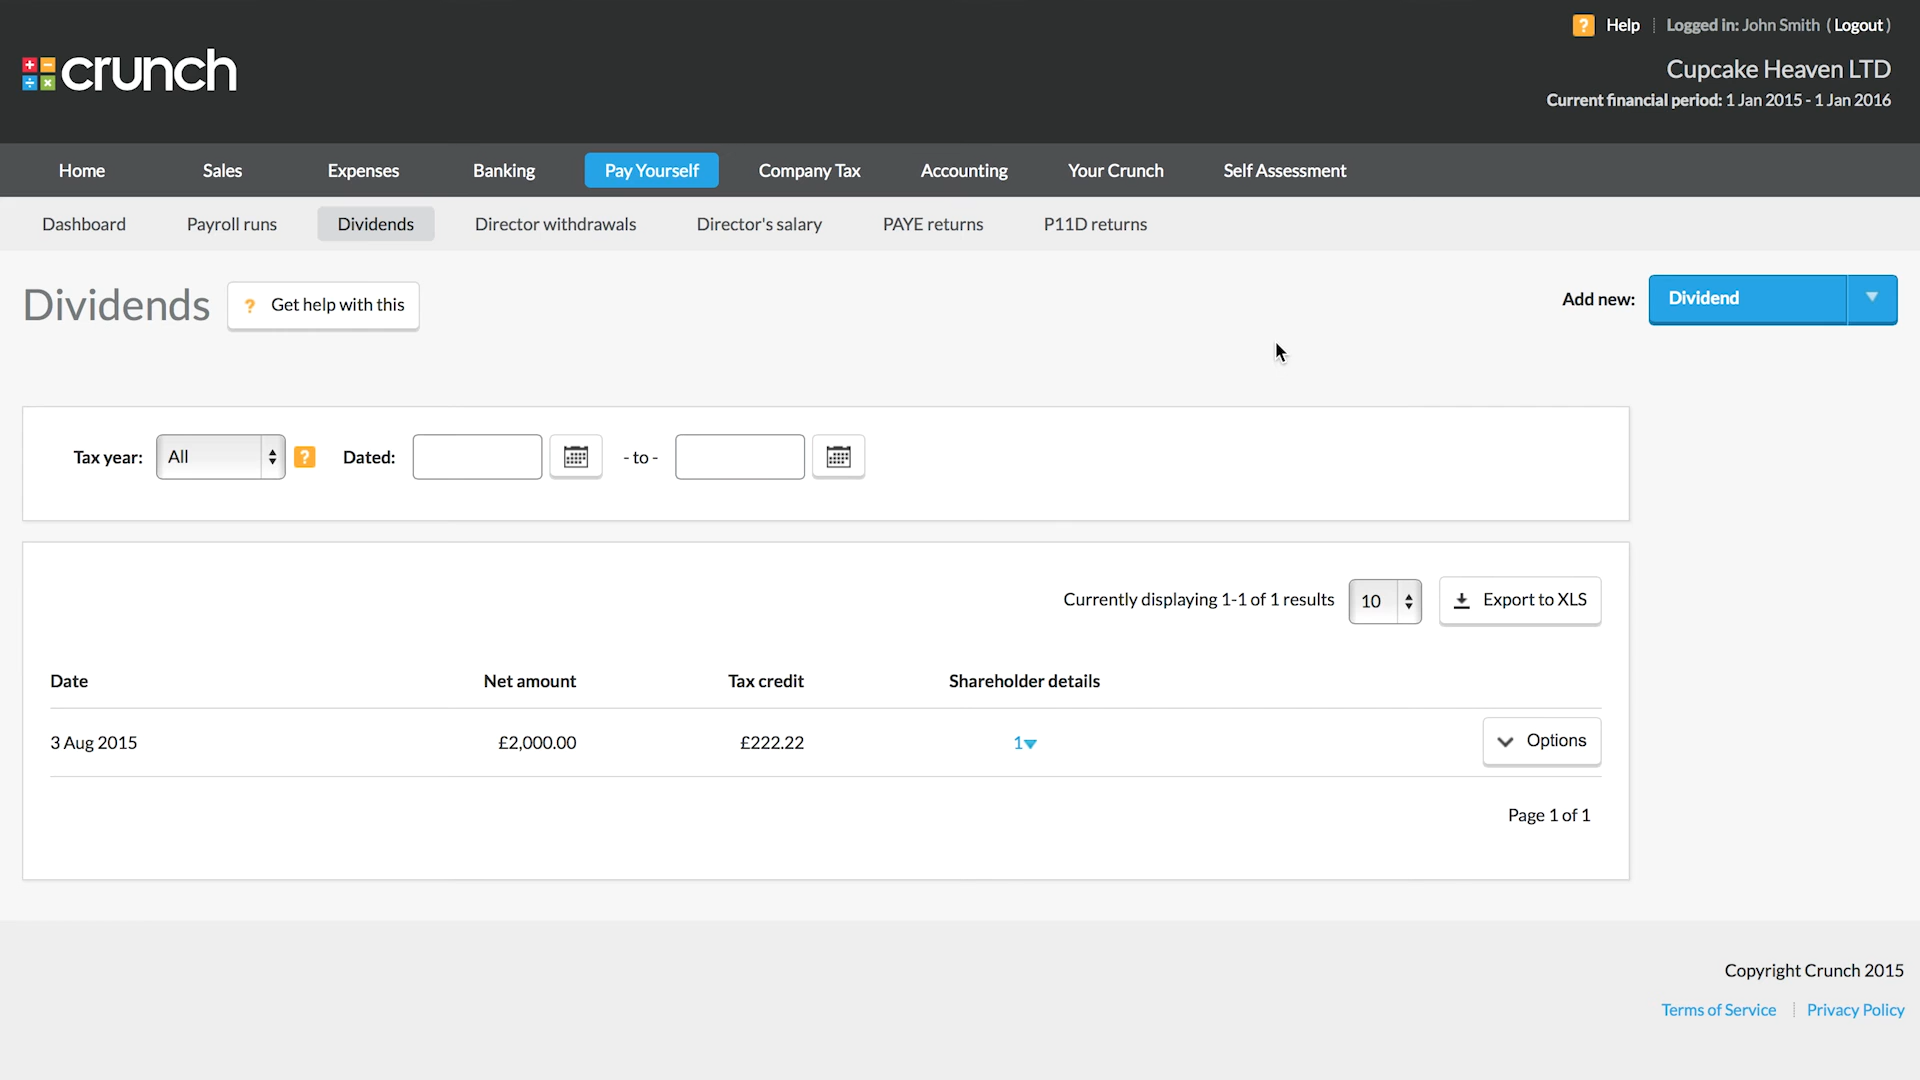 ? Help Logged in: John Smith ( Logout )
crunch
Cupcake Heaven LTD
Current financial period: 1 Jan 2015 - 1 Jan 2016
Home Sales Expenses Banking Pay Yourself Company Tax Accounting Your Crunch Self Assessment
Dashboard Payroll runs Dividends Director withdrawals Director's salary PAYE returns P11D returns
Dividends ? Get help with this Add new: Dividend
Tax year: All ? Dated: - to -
Currently displaying 1-1 of 1 results 10 Export to XLS
Date Net amount Tax credit Shareholder details
3 Aug 2015 £2,000.00 £222.22 1 Options
Page 1 of 1
Copyright Crunch 2015
Terms of Service Privacy Policy